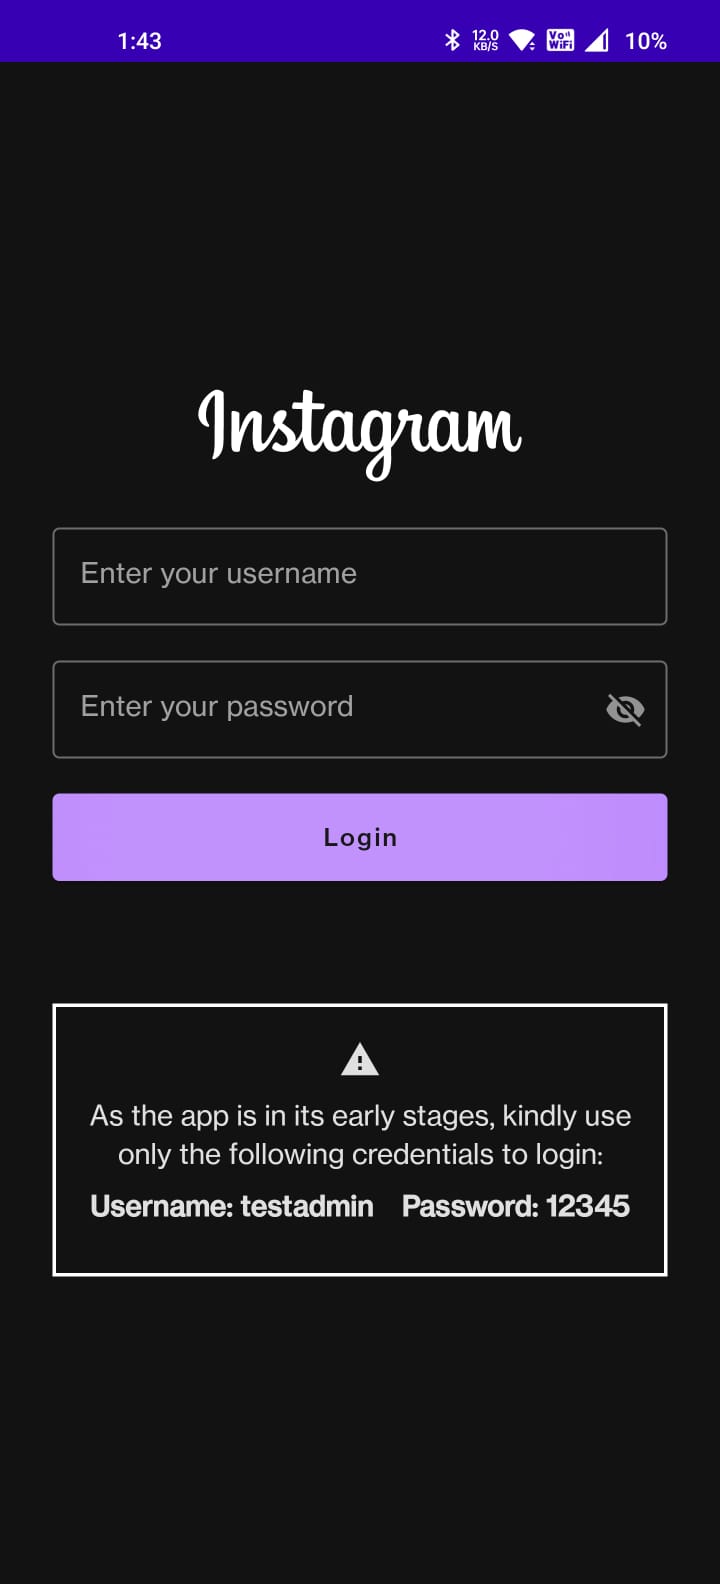 1:43 12.0 KB/S Vo WiFi 10%
Instagram
Enter your username
Enter your password
Login
As the app is in its early stages, kindly use
only the following credentials to login:
Username: testadmin Password: 12345